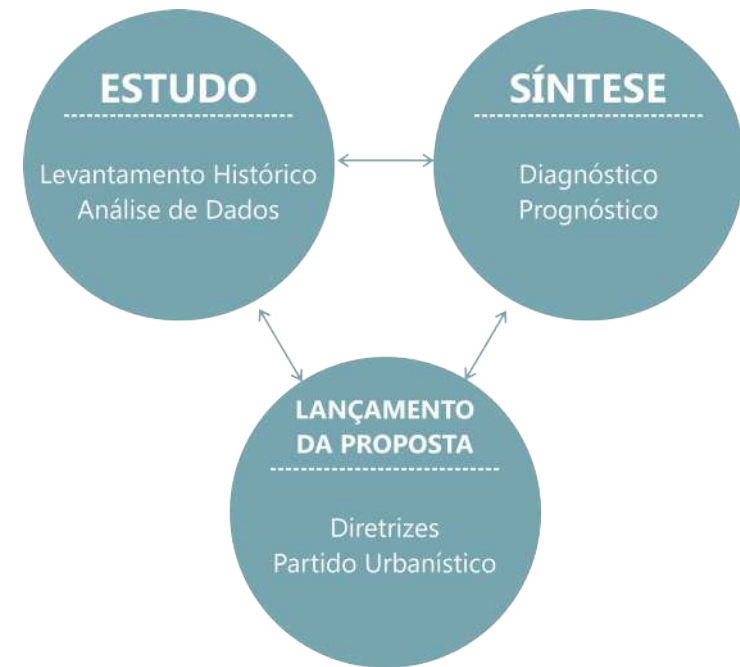 ESTUDO
Levantamento Histórico
Análise de Dados
SÍNTESE
Diagnóstico
Prognóstico
LANÇAMENTO
DA PROPOSTA
Diretrizes
Partido Urbanístico